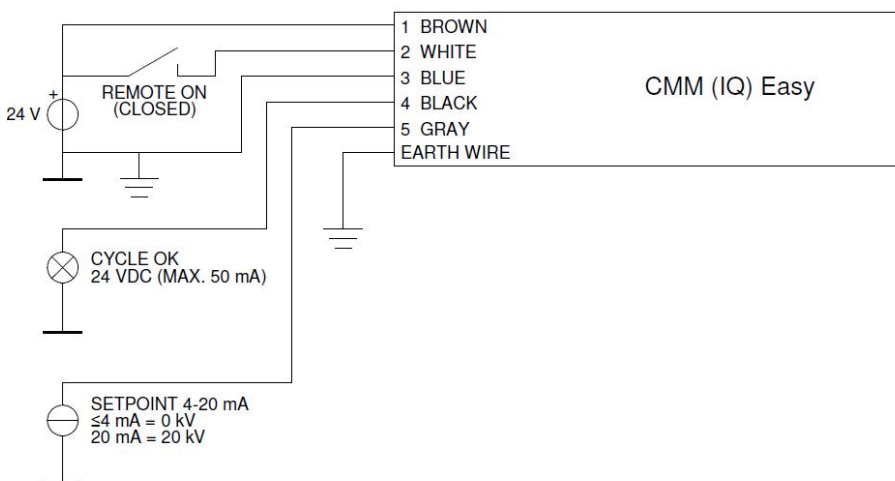 1 BROWN
2 WHITE
3 BLUE
4 BLACK
5 GRAY
EARTH WIRE
CMM (IQ) Easy
REMOTE ON
(CLOSED)
+
24 V
CYCLE OK
24 VDC (MAX. 50 mA)
SETPOINT 4-20 mA
≤4 mA = 0 kV
20 mA = 20 kV